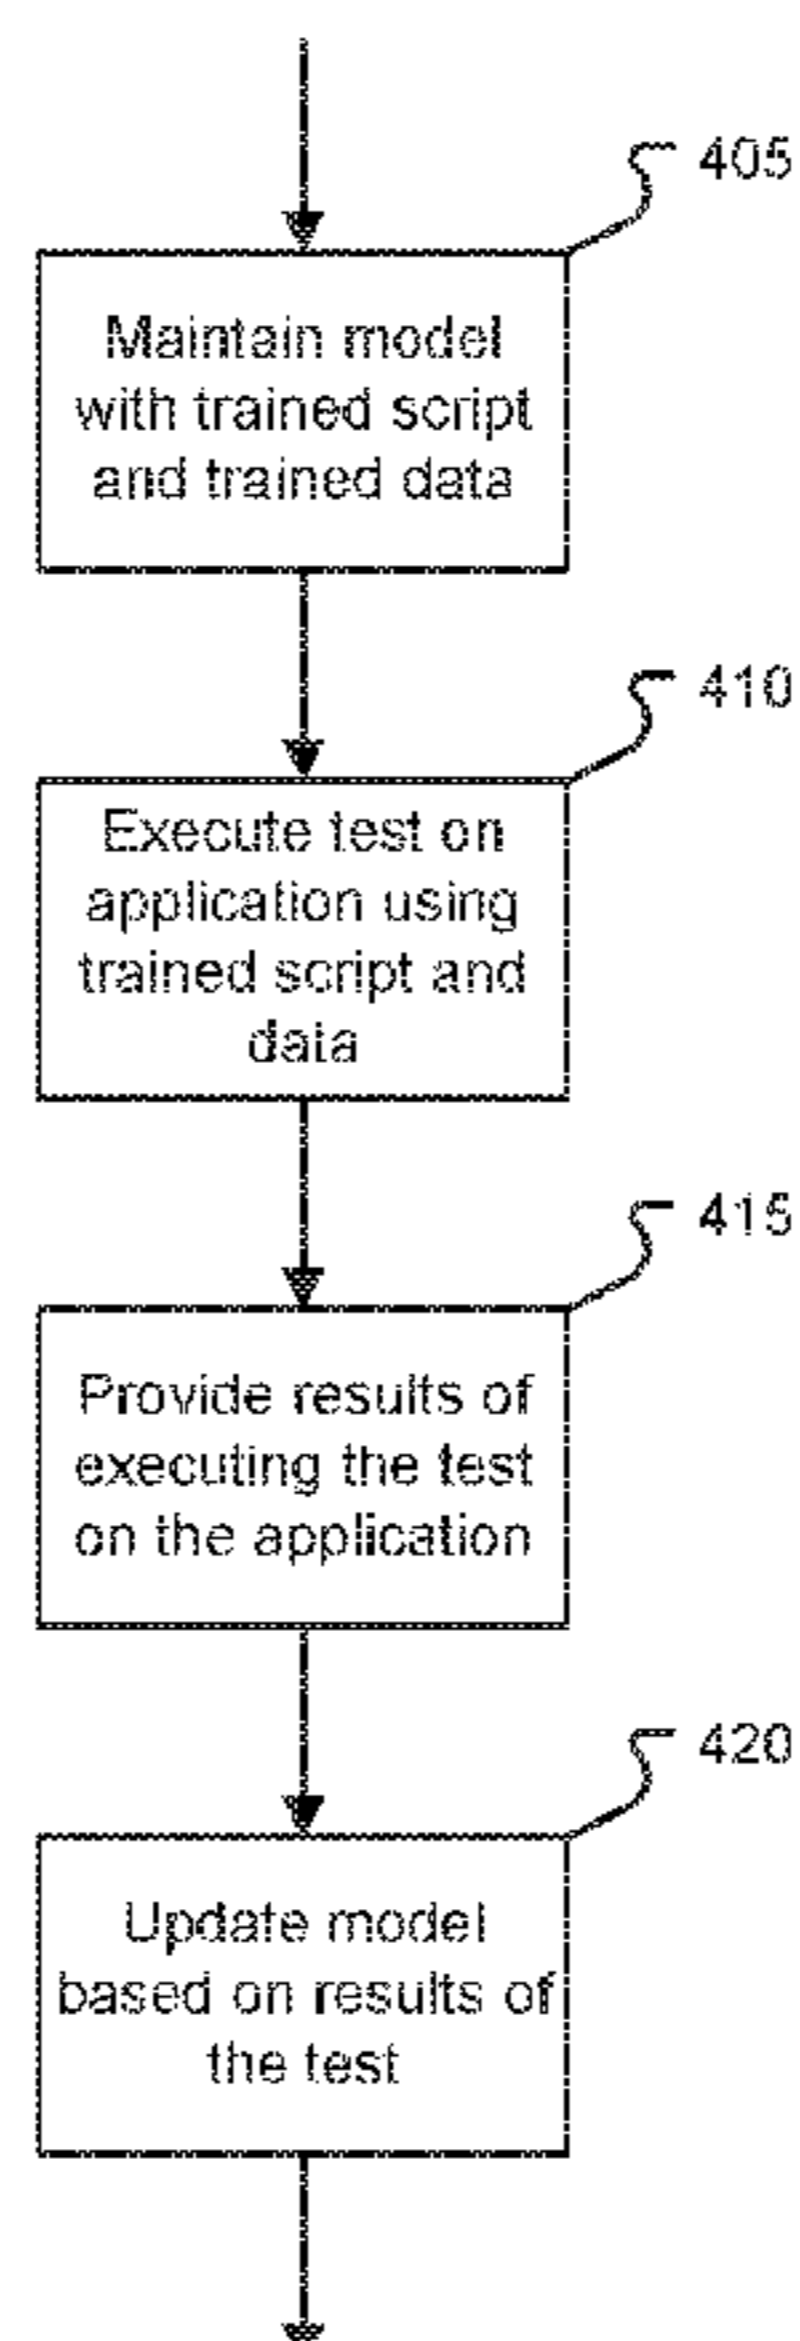 405
Maintain model
with trained script
and trained data
410
Execute test on
application using
trained script and
data
415
Provide results of
executing the test
on the application
420
Update model
based on results of
the test